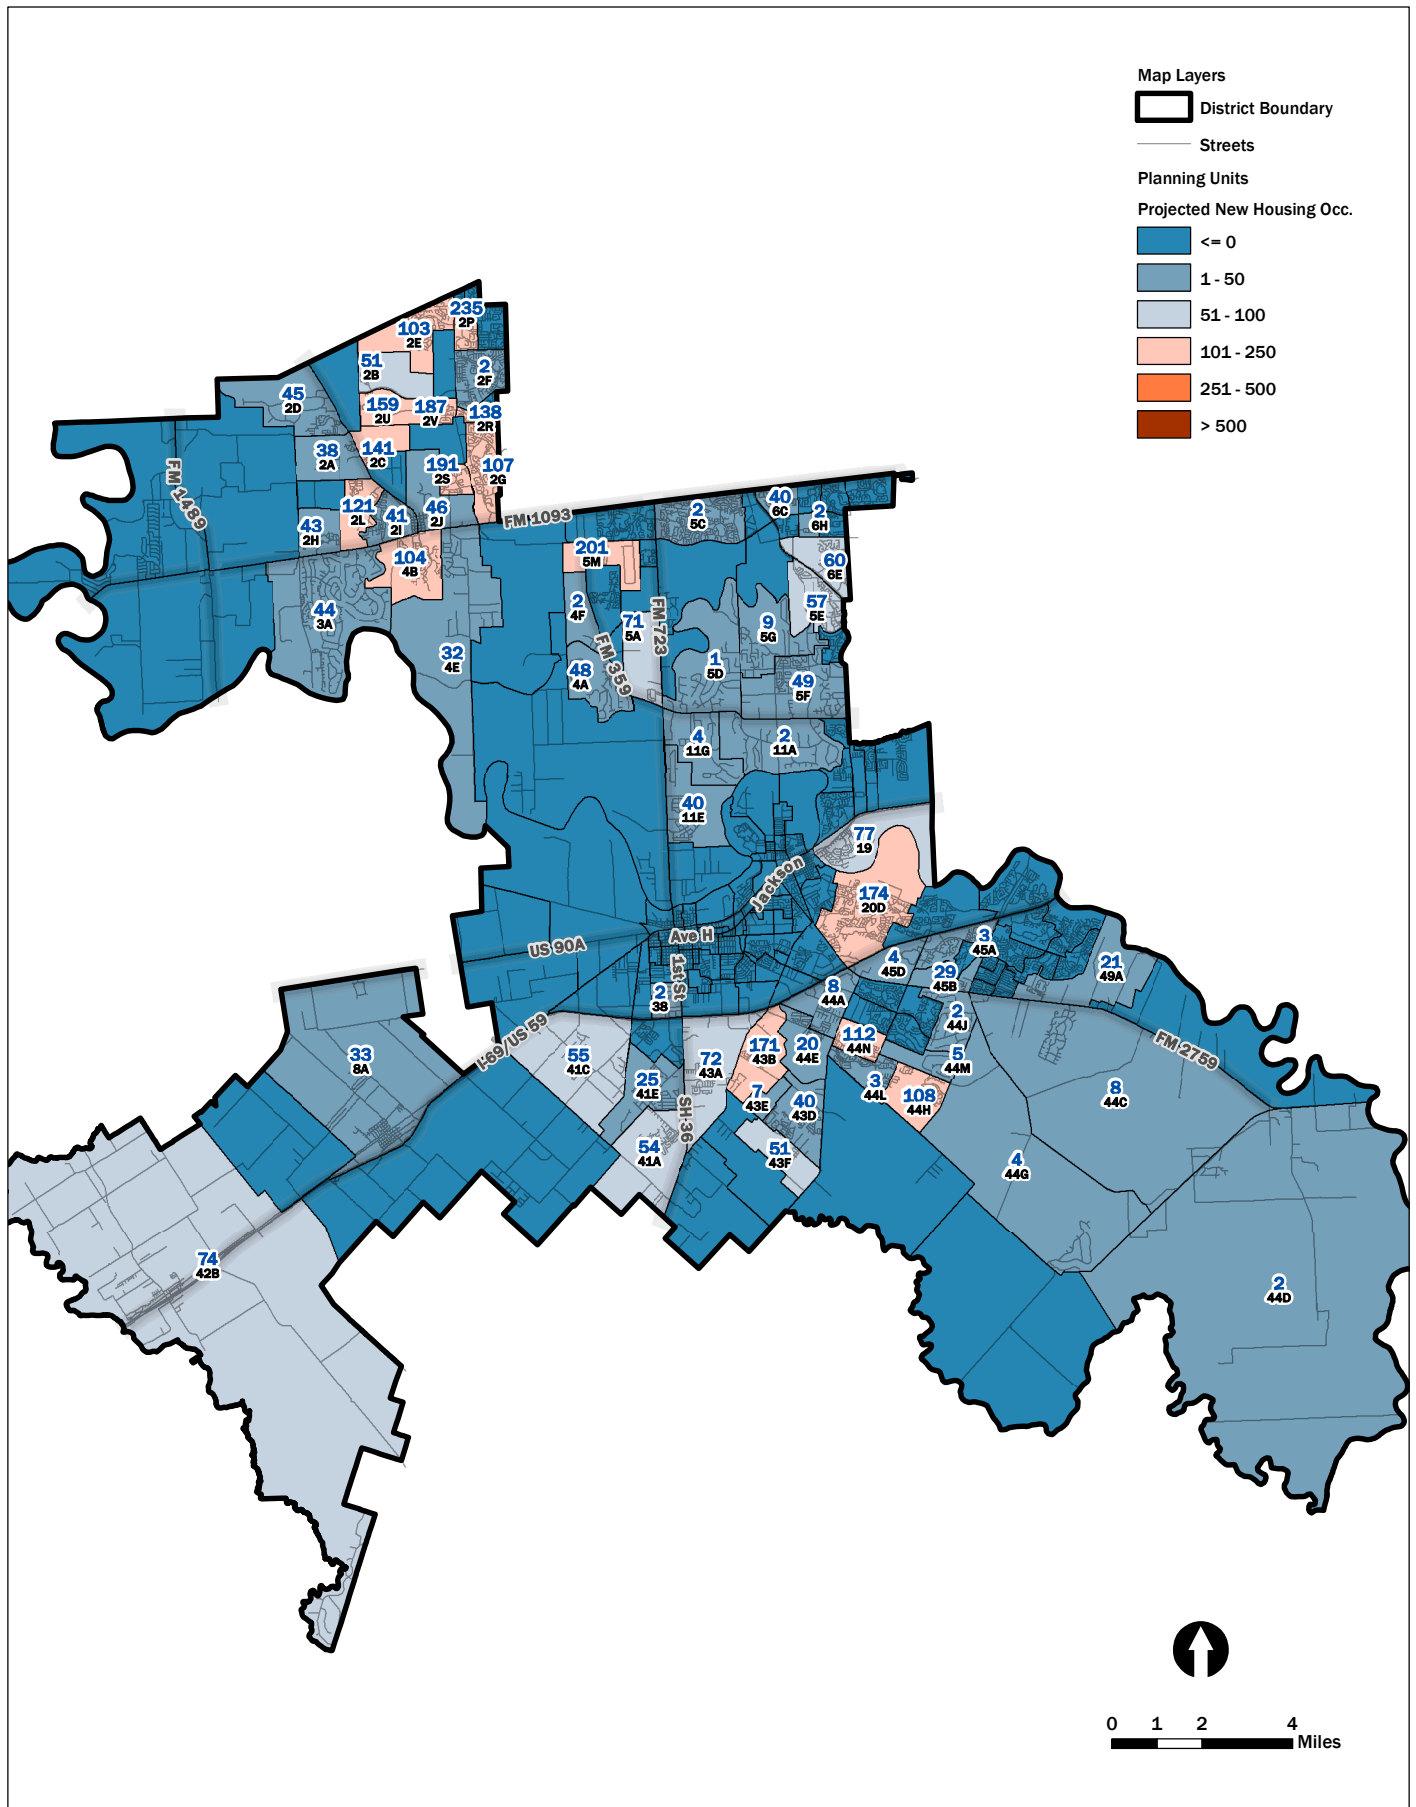 Map Layers
District Boundary
Streets
Planning Units
Projected New Housing Occ.
<= 0
1 - 50
51 - 100
101 - 250
251 - 500
> 500
235
2P
103
2E
51
2B
2
2F
45
2D
159
2U
187
2V
138
2R
38
2A
141
2C
191
2S
107
2G
FM 1489
121
2L
41
2I
46
2J
43
2H
FM 1093
2
5C
40
6C
2
6H
104
4B
201
5M
60
6E
44
3A
2
4F
71
5A
FM 723
9
5G
57
5E
32
4E
FM 359
48
4A
1
5D
49
5F
4
11G
2
11A
40
11E
77
19
Jackson
174
20D
US 90A
Ave H
1st St
3
45A
4
45D
29
45B
21
49A
2
38
8
44A
2
44J
I-69/US 59
FM 2759
33
8A
55
41C
72
43A
171
43B
20
44E
112
44N
5
44M
25
41E
7
43E
40
43D
3
44L
108
44H
8
44C
SH 36
54
41A
51
43F
4
44G
74
42B
2
44D
0 1 2 4
Miles